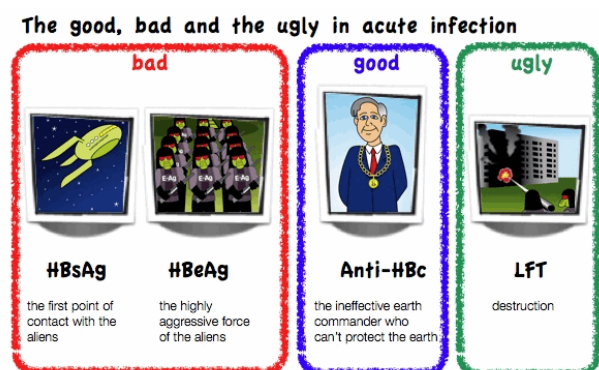 The good, bad and the ugly in acute infection
bad
good
ugly
E-Ag
E-Ag
E-Ag
HBsAg
HBeAg
Anti-HBc
LFT
the first point of
contact with the
aliens
the highly
aggressive force
of the aliens
the ineffective earth
commander who
can't protect the earth
destruction